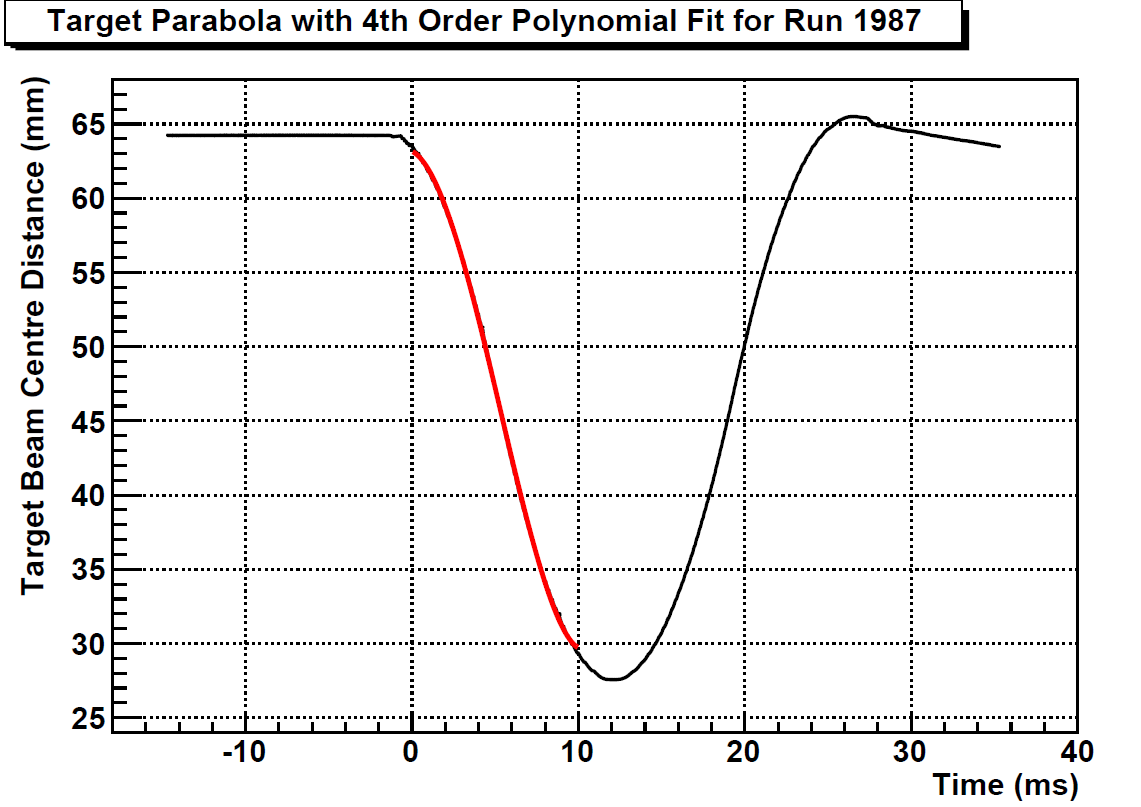 Target Parabola with 4th Order Polynomial Fit for Run 1987
Target Beam Centre Distance (mm)
65
60
55
50
45
40
35
30
25
-10 0 10 20 30 40
Time (ms)